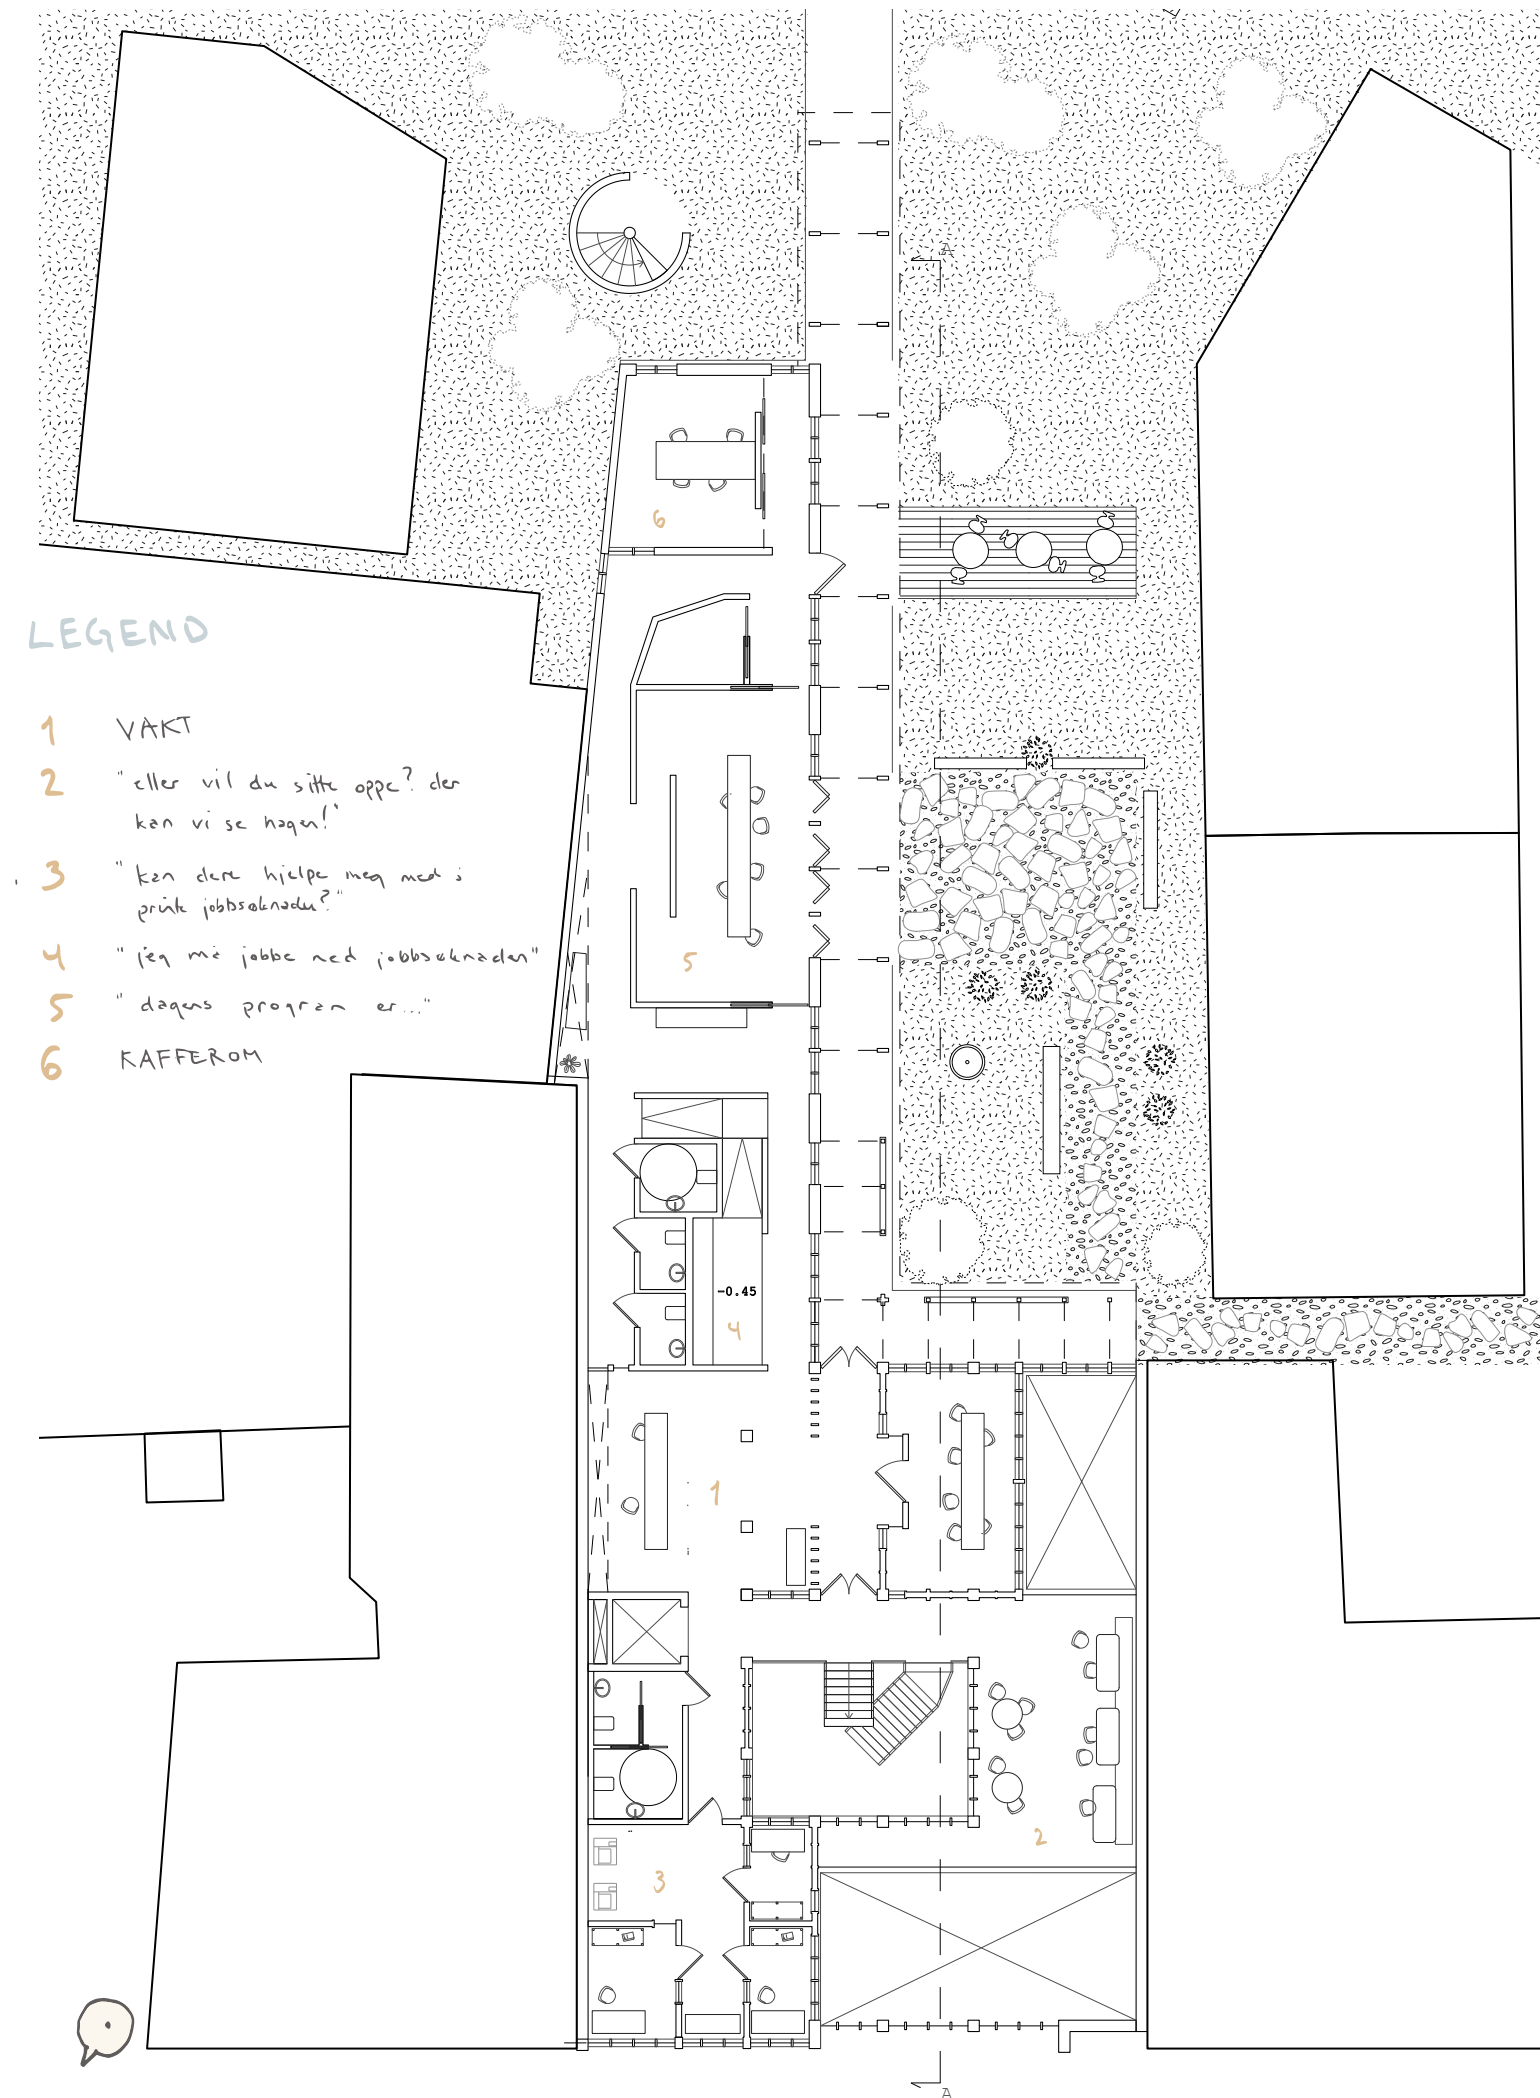 A
6
LEGEND
1 VAKT
2 "eller vil du sitte oppe? der
kan vi se hagen!"
3 "kan dere hjelpe meg med å
printe jobbsøknaden?"
4 "jeg må jobbe med jobbsøknaden"
5 "dagens program er..."
6 KAFFEROM
5
-0.45
4
1
2
3
A